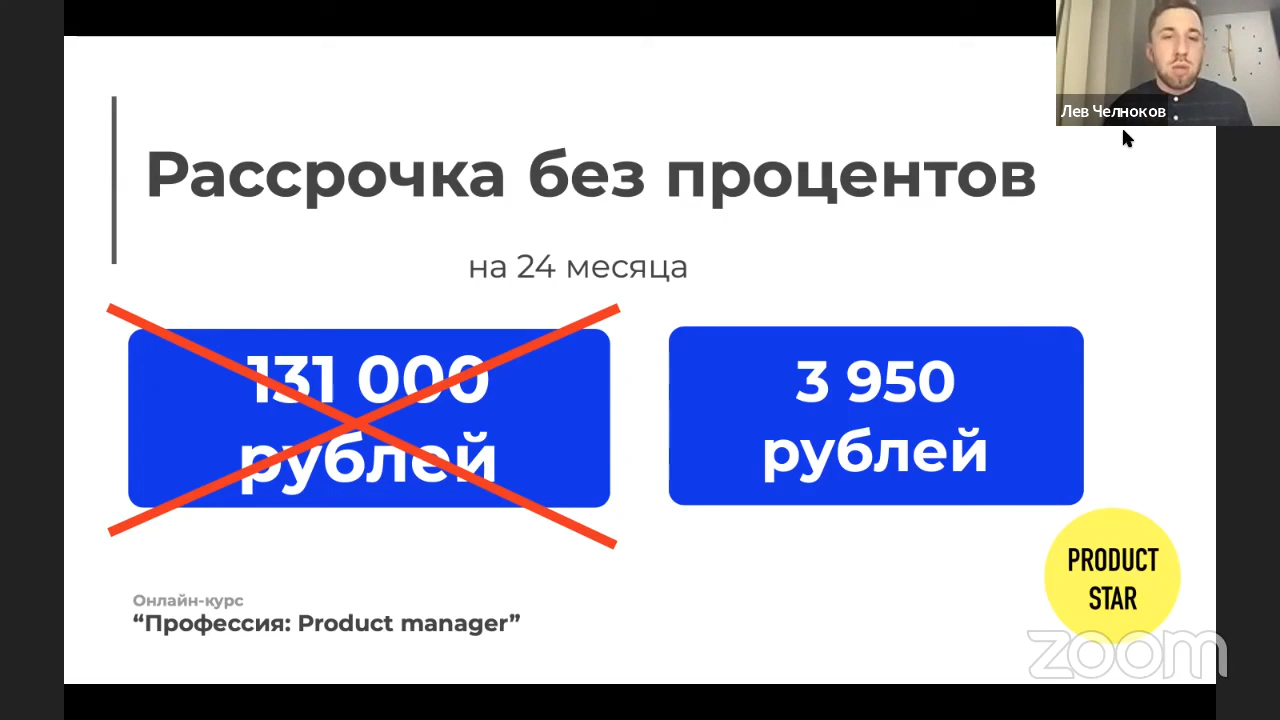 Лев Челноков
Рассрочка без процентов
на 24 месяца
131 000
рублей
3 950
рублей
Онлайн-курс
“Профессия: Product manager”
PRODUCT
STAR
zoom